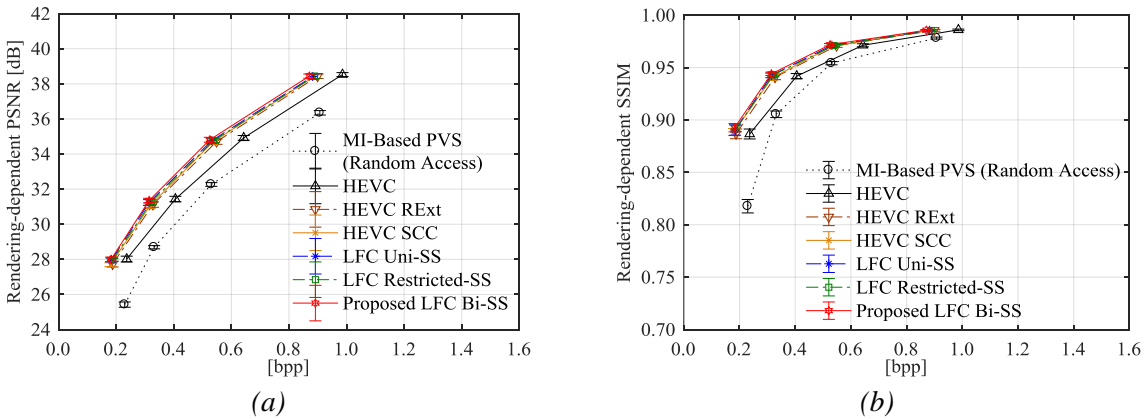 42
40
38
36
34
32
30
28
26
24
Rendering-dependent PSNR [dB]
MI-Based PVS
(Random Access)
HEVC
HEVC RExt
HEVC SCC
LFC Uni-SS
LFC Restricted-SS
Proposed LFC Bi-SS
0.0 0.2 0.4 0.6 0.8 1.0 1.2 1.4 1.6
[bpp]
(a)
1.00
0.95
0.90
0.85
0.80
0.75
0.70
Rendering-dependent SSIM
MI-Based PVS (Random Access)
HEVC
HEVC RExt
HEVC SCC
LFC Uni-SS
LFC Restricted-SS
Proposed LFC Bi-SS
0.0 0.2 0.4 0.6 0.8 1.0 1.2 1.4 1.6
[bpp]
(b)